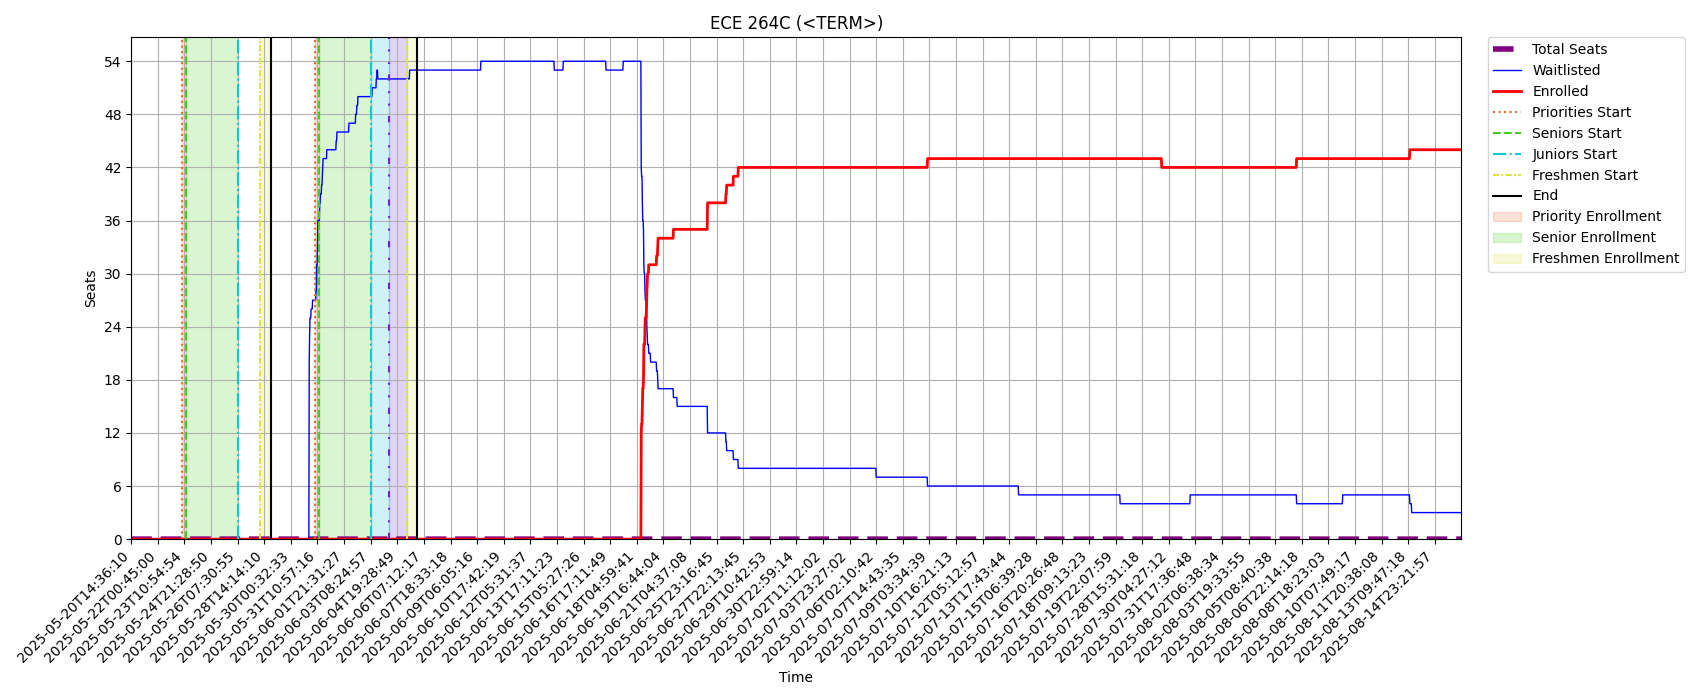 ECE 264C (<TERM>)
Total Seats
Waitlisted
Enrolled
Priorities Start
Seniors Start
Juniors Start
Freshmen Start
End
Priority Enrollment
Senior Enrollment
Freshmen Enrollment
Seats
54
48
42
36
30
24
18
12
6
0
2025-05-20T14:36:10
2025-05-22T00:45:00
2025-05-23T10:54:54
2025-05-24T21:28:50
2025-05-26T07:30:55
2025-05-28T14:14:10
2025-05-30T00:32:33
2025-05-31T10:57:16
2025-06-01T21:31:27
2025-06-03T08:24:57
2025-06-04T19:28:49
2025-06-06T07:12:17
2025-06-07T18:33:18
2025-06-09T06:05:16
2025-06-10T17:42:19
2025-06-12T05:31:37
2025-06-13T17:11:23
2025-06-15T05:27:26
2025-06-16T17:11:49
2025-06-18T04:59:41
2025-06-19T16:44:04
2025-06-21T04:37:08
2025-06-25T23:16:45
2025-06-27T22:13:45
2025-06-29T10:42:53
2025-06-30T22:59:14
2025-07-02T11:12:02
2025-07-03T23:27:02
2025-07-06T02:10:42
2025-07-07T14:43:35
2025-07-09T03:34:39
2025-07-10T16:21:13
2025-07-12T05:12:57
2025-07-13T17:43:44
2025-07-15T06:39:28
2025-07-16T20:26:48
2025-07-18T09:13:23
2025-07-19T22:07:59
2025-07-28T15:31:18
2025-07-30T04:27:12
2025-07-31T17:36:48
2025-08-02T06:38:34
2025-08-03T19:33:55
2025-08-05T08:40:38
2025-08-06T22:14:18
2025-08-08T18:23:03
2025-08-10T07:49:17
2025-08-11T20:38:09
2025-08-13T09:47:18
2025-08-14T23:21:57
Time